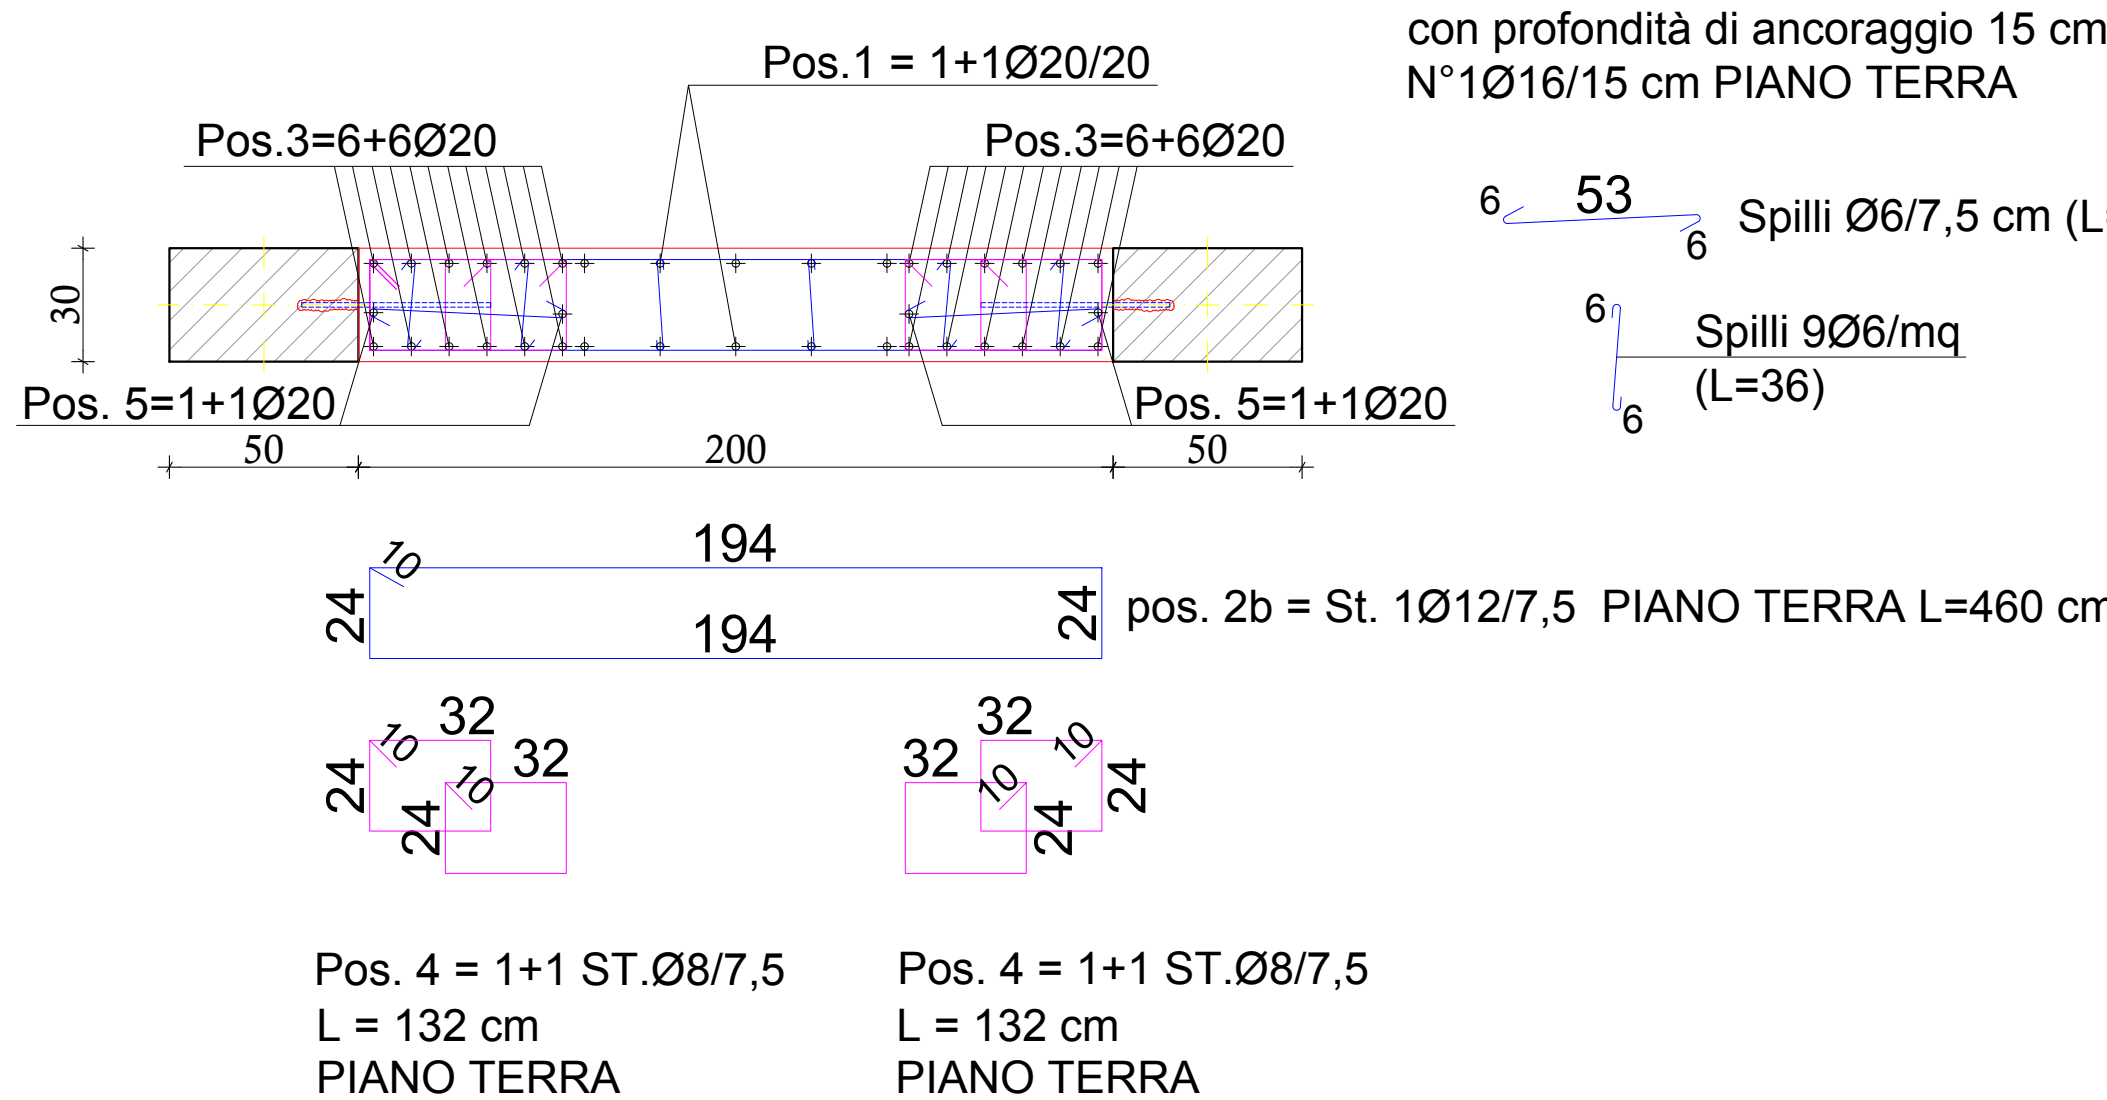 con profondità di ancoraggio 15 cm
N°1Ø16/15 cm PIANO TERRA
Pos.1 = 1+1Ø20/20
Pos.3=6+6Ø20
Pos.3=6+6Ø20
6
53
6
Spilli Ø6/7,5 cm (L=
30
6
Spilli 9Ø6/mq
(L=36)
6
Pos. 5=1+1Ø20
Pos. 5=1+1Ø20
50
200
50
10
194
24
194
24
pos. 2b = St. 1Ø12/7,5 PIANO TERRA L=460 cm
32
10
24
32
10
24
32
10
24
32
10
24
Pos. 4 = 1+1 ST.Ø8/7,5
L = 132 cm
PIANO TERRA
Pos. 4 = 1+1 ST.Ø8/7,5
L = 132 cm
PIANO TERRA